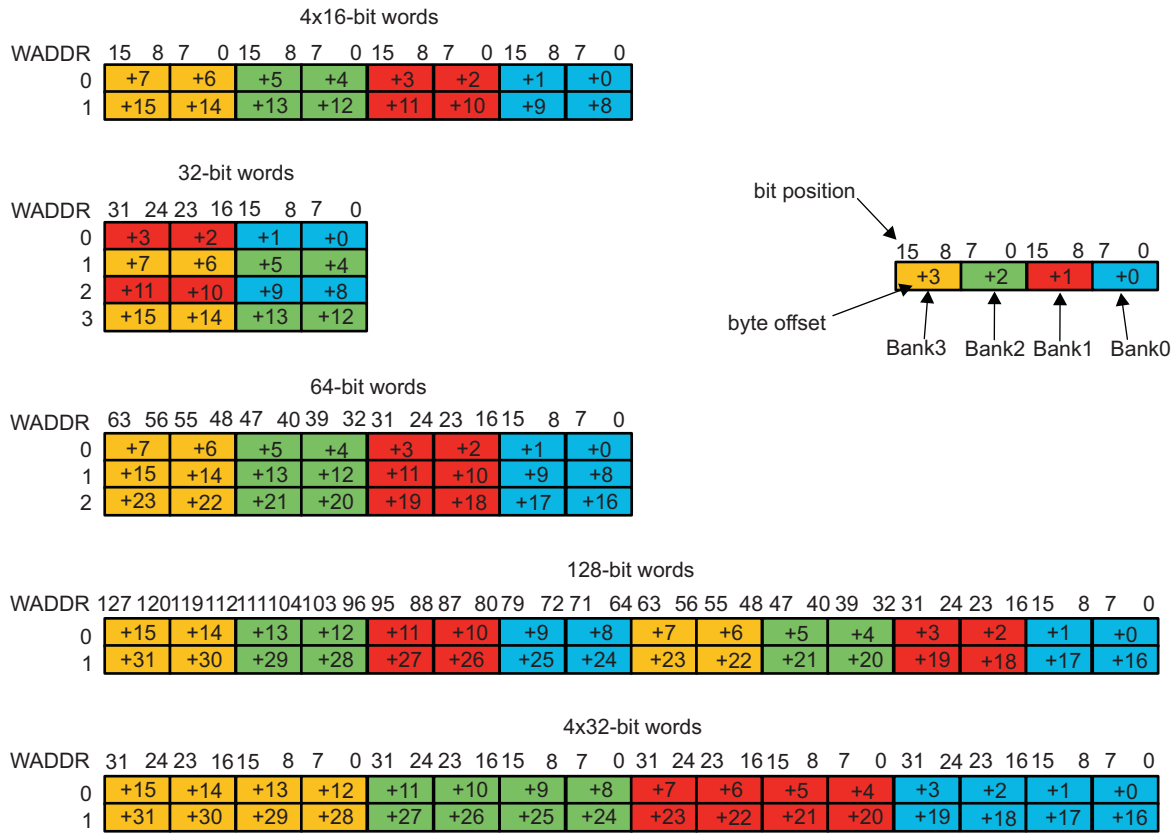 4x16-bit words
WADDR 15 8 7 0 15 8 7 0 15 8 7 0 15 8 7 0
0 +7 +6 +5 +4 +3 +2 +1 +0
1 +15 +14 +13 +12 +11 +10 +9 +8
32-bit words
WADDR 31 24 23 16 15 8 7 0
0 +3 +2 +1 +0
1 +7 +6 +5 +4
2 +11 +10 +9 +8
3 +15 +14 +13 +12
bit position
15 8 7 0 15 8 7 0
+3 +2 +1 +0
byte offset
Bank3 Bank2 Bank1 Bank0
64-bit words
WADDR 63 56 55 48 47 40 39 32 31 24 23 16 15 8 7 0
0 +7 +6 +5 +4 +3 +2 +1 +0
1 +15 +14 +13 +12 +11 +10 +9 +8
2 +23 +22 +21 +20 +19 +18 +17 +16
128-bit words
WADDR 127 120 119 112 111 104 103 96 95 88 87 80 79 72 71 64 63 56 55 48 47 40 39 32 31 24 23 16 15 8 7 0
0 +15 +14 +13 +12 +11 +10 +9 +8 +7 +6 +5 +4 +3 +2 +1 +0
1 +31 +30 +29 +28 +27 +26 +25 +24 +23 +22 +21 +20 +19 +18 +17 +16
4x32-bit words
WADDR 31 24 23 16 15 8 7 0 31 24 23 16 15 8 7 0 31 24 23 16 15 8 7 0 31 24 23 16 15 8 7 0
0 +15 +14 +13 +12 +11 +10 +9 +8 +7 +6 +5 +4 +3 +2 +1 +0
1 +31 +30 +29 +28 +27 +26 +25 +24 +23 +22 +21 +20 +19 +18 +17 +16